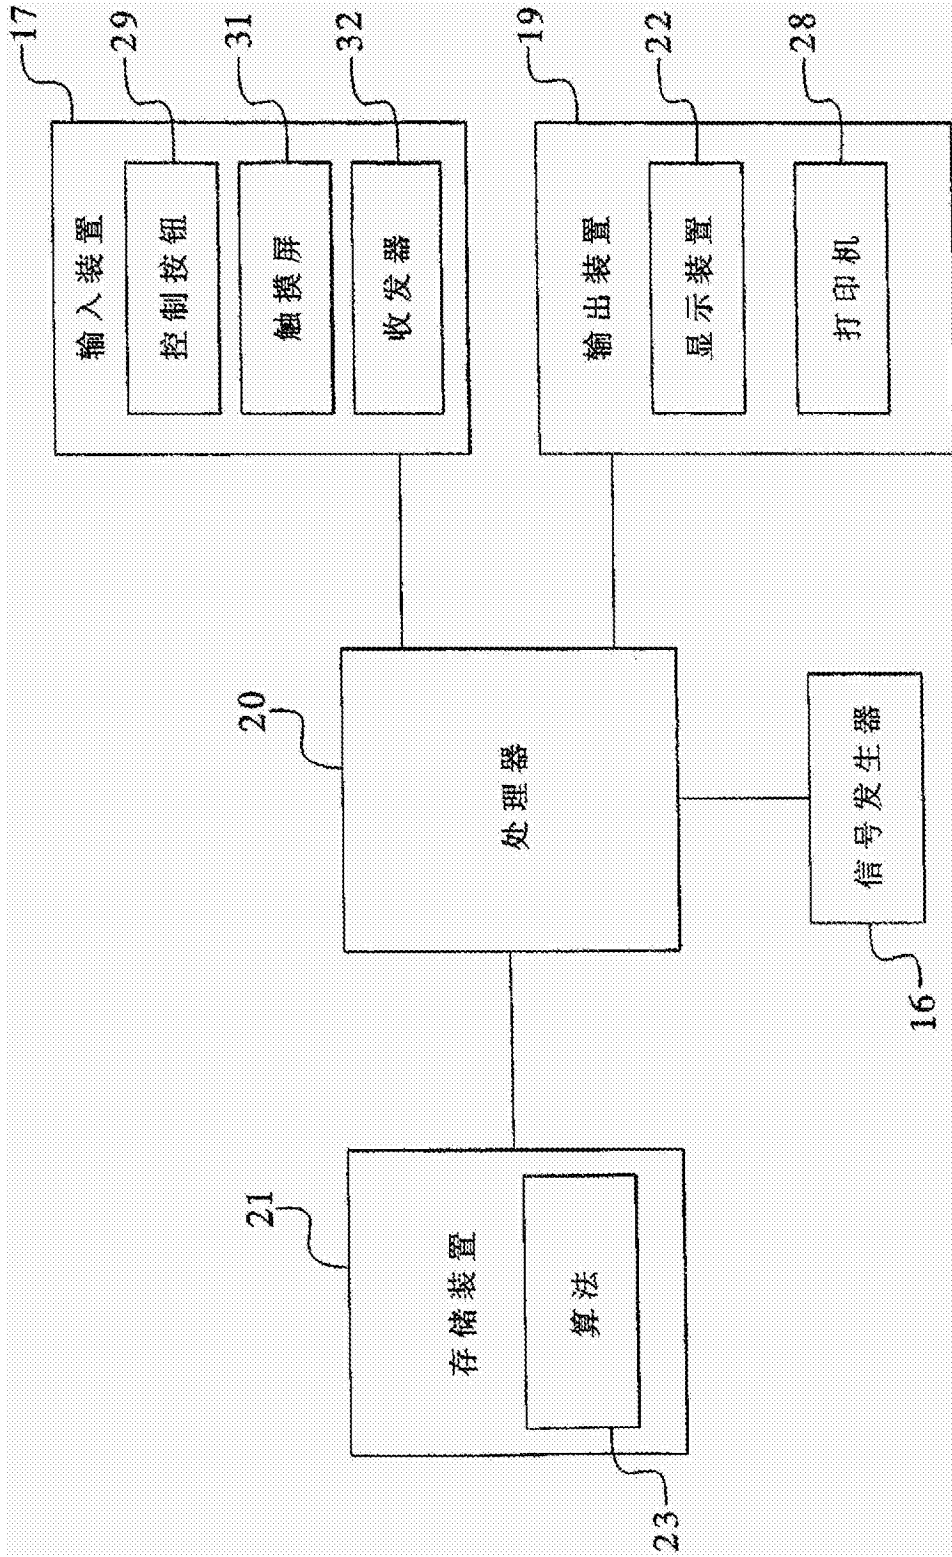 21
存储装置
算法
23
20
处理器
信号发生器
16
17
输入装置
控制按钮
29
触摸屏
31
收发器
32
19
输出装置
显示装置
22
打印机
28